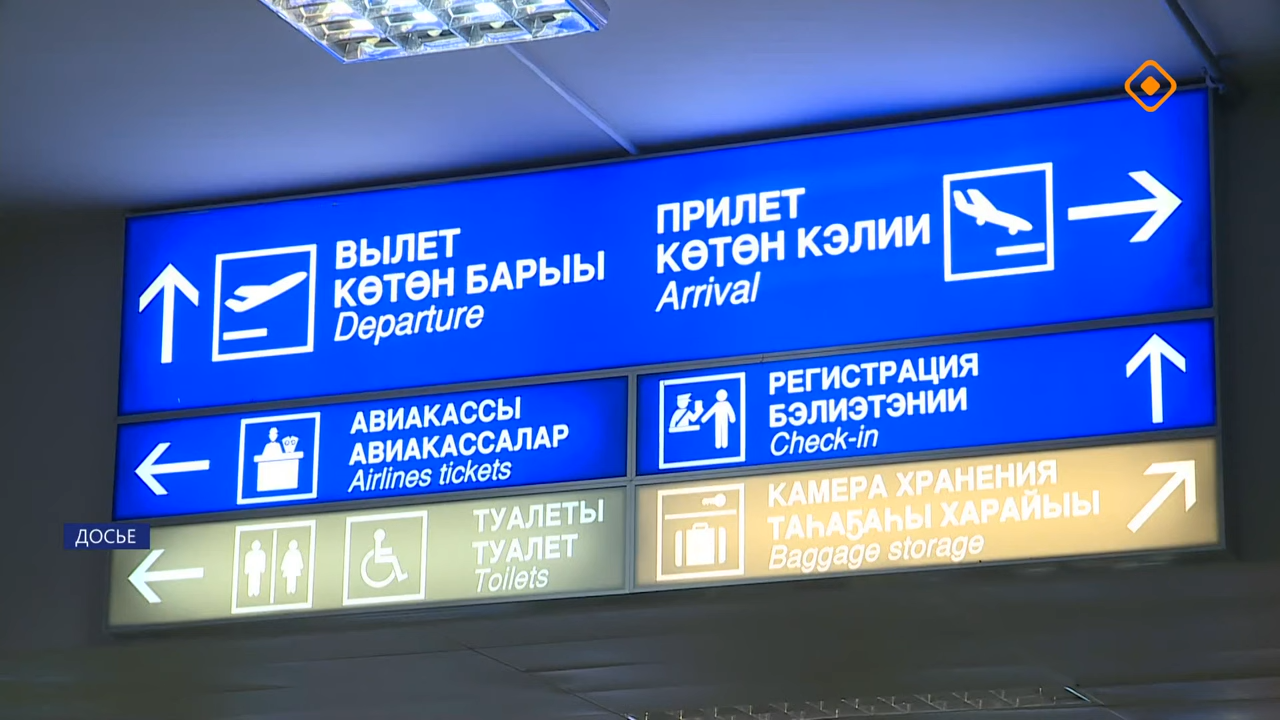 ВЫЛЕТ
КӨТӨН БАРЫЫ
Departure
ПРИЛЕТ
КӨТӨН КЭЛИИ
Arrival
АВИАКАССЫ
АВИАКАССАЛАР
Airlines tickets
РЕГИСТРАЦИЯ
БЭЛИЭТЭНИИ
Check-in
ТУАЛЕТЫ
ТУАЛЕТ
Toilets
КАМЕРА ХРАНЕНИЯ
ТАҺАҔАҺЫ ХАРАЙЫЫ
Baggage storage
ДОСЬЕ